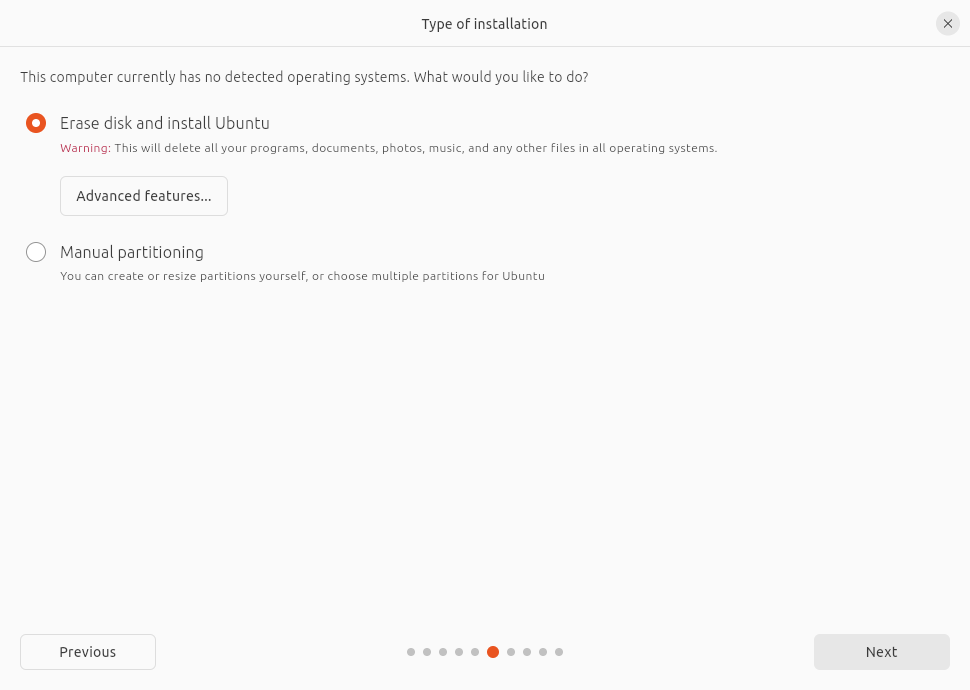 Type of installation
This computer currently has no detected operating systems. What would you like to do?
Erase disk and install Ubuntu
Warning: This will delete all your programs, documents, photos, music, and any other files in all operating systems.
Advanced features...
Manual partitioning
You can create or resize partitions yourself, or choose multiple partitions for Ubuntu
Previous
Next